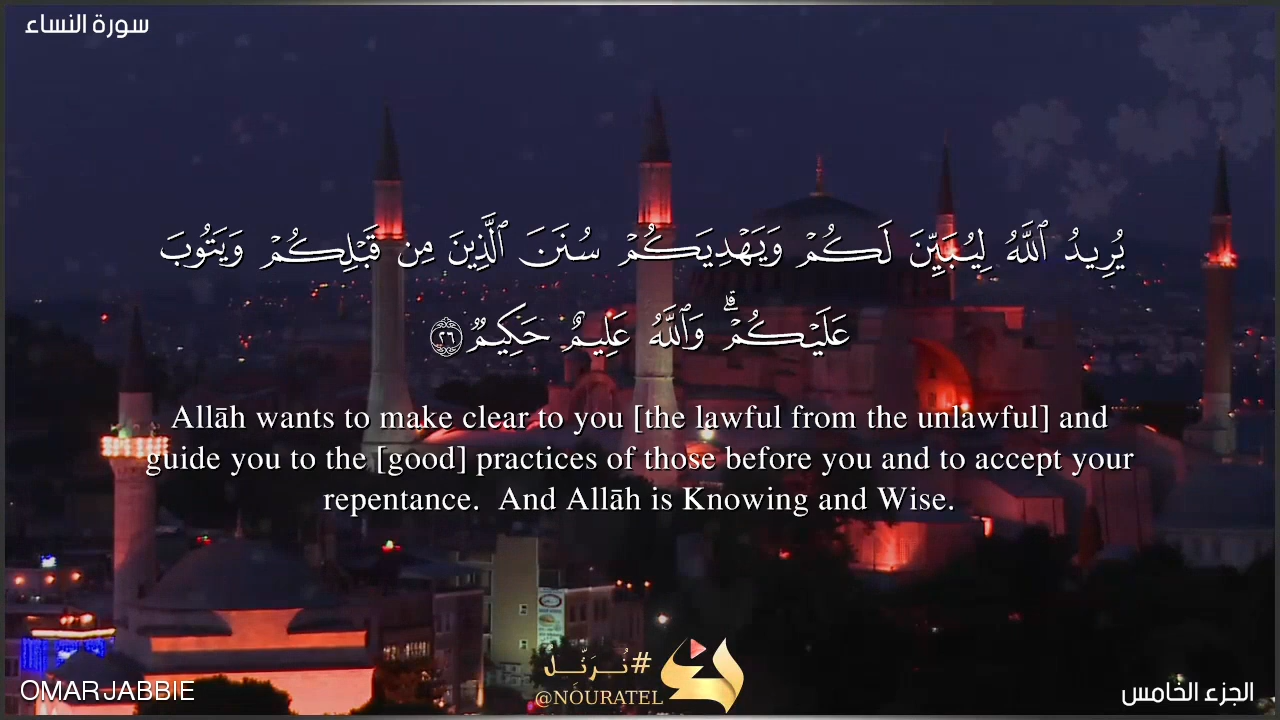 سورة النساء
يُرِيدُ ٱللَّهُ لِيُبَيِّنَ لَكُمْ وَيَهْدِيَكُمْ سُنَنَ ٱلَّذِينَ مِن قَبْلِكُمْ وَيَتُوبَ
عَلَيْكُمْ ۗ وَٱللَّهُ عَلِيمٌ حَكِيمٌ ٢٦
Allāh wants to make clear to you [the lawful from the unlawful] and
guide you to the [good] practices of those before you and to accept your
repentance.  And Allāh is Knowing and Wise.
#نُرَتِّلُ
@NOURATEL
OMAR JABBIE
الجزء الخامس